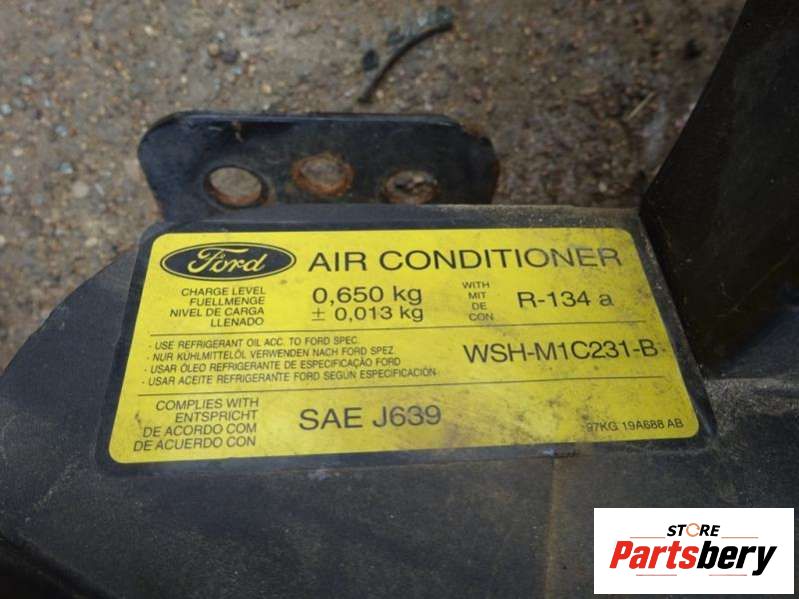 Ford AIR CONDITIONER
CHARGE LEVEL
FUELLMENGE
NIVEL DE CARGA
LLENADO
0,650 kg
± 0,013 kg
WITH
MIT
DE
CON
R-134 a
- USE REFRIGERANT OIL ACC. TO FORD SPEC.
- NUR KÜHLMITTELÖL VERWENDEN NACH FORD SPEZ.
- USAR ÓLEO REFRIGERANTE DE ESPECIFICAÇÃO FORD
- USAR ACEITE REFRIGERANTE FORD SEGÚN ESPECIFICACIÓN
WSH-M1C231-B
COMPLIES WITH
ENTSPRICHT
DE ACORDO COM
DE ACUERDO CON
SAE J639
97KG 19A688 AB
STORE
Partsbery